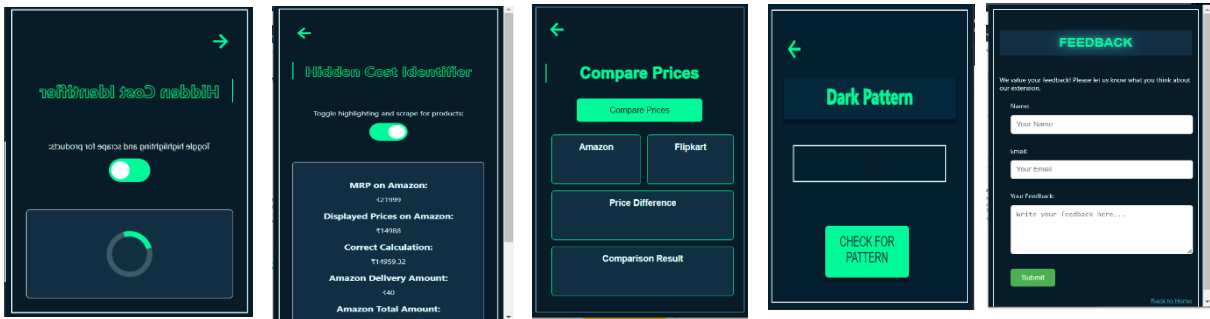 Hidden Cost Identifier
Toggle highlighting and scrape for products:
Hidden Cost Identifier
Toggle highlighting and scrape for products:
MRP on Amazon:
₹21999
Displayed Prices on Amazon:
₹14988
Correct Calculation:
₹14959.32
Amazon Delivery Amount:
₹40
Amazon Total Amount:
Compare Prices
Compare Prices
Amazon
Flipkart
Price Difference
Comparison Result
Dark Pattern
CHECK FOR
PATTERN
FEEDBACK
We value your feedback! Please let us know what you think about
our extension.
Name:
Your Name
Email:
Your Email
Your Feedback:
Write your feedback here...
Submit
Back to Home